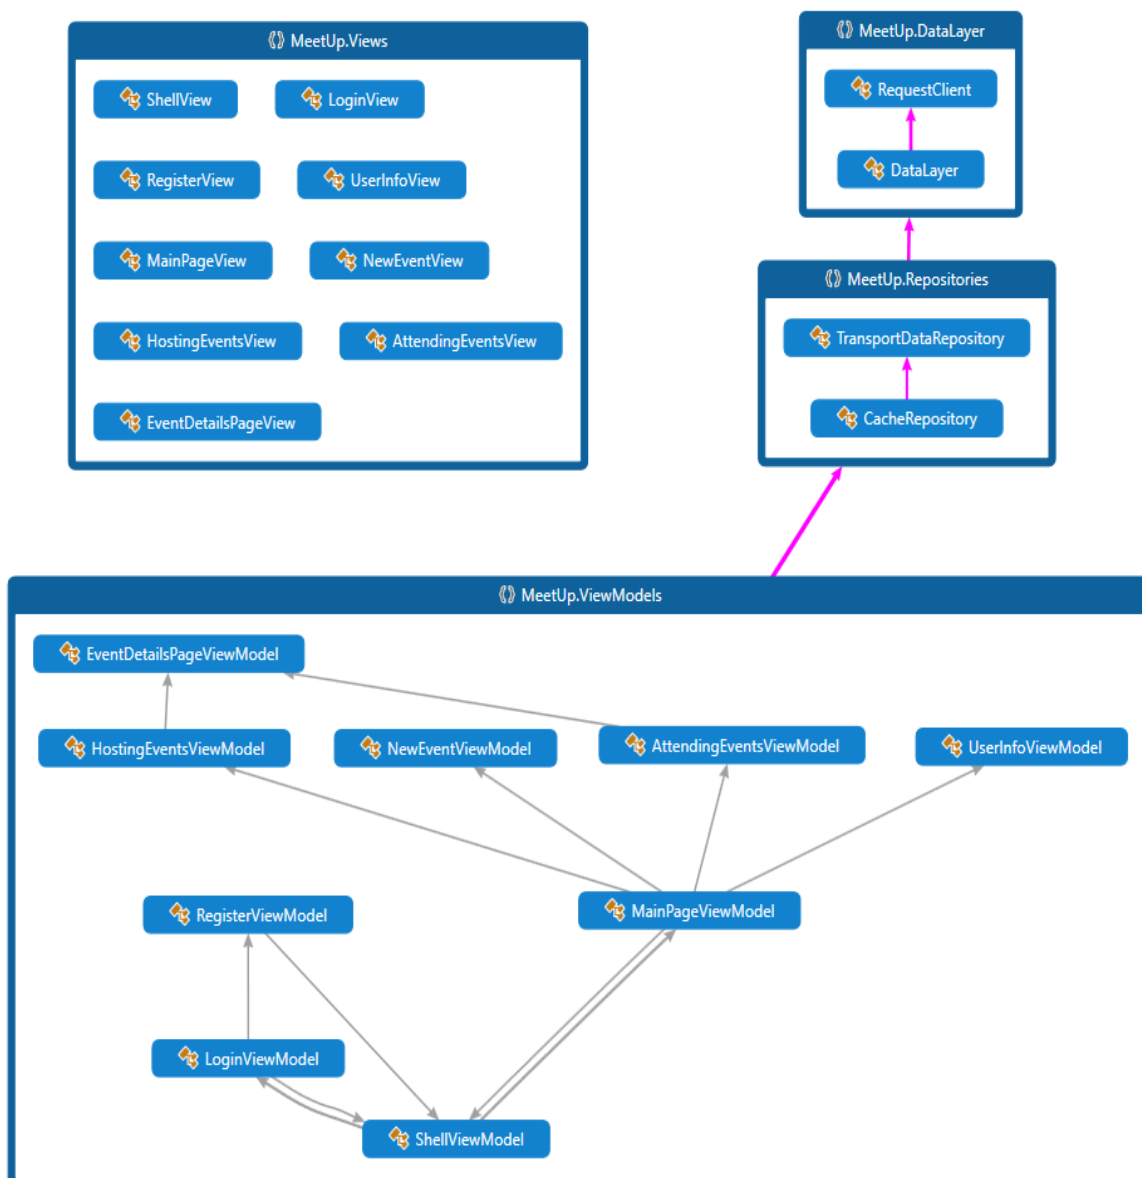 MeetUp.Views
ShellView
LoginView
RegisterView
UserInfoView
MainPageView
NewEventView
HostingEventsView
AttendingEventsView
EventDetailsPageView
MeetUp.DataLayer
RequestClient
DataLayer
MeetUp.Repositories
TransportDataRepository
CacheRepository
MeetUp.ViewModels
EventDetailsPageViewModel
HostingEventsViewModel
NewEventViewModel
AttendingEventsViewModel
UserInfoViewModel
RegisterViewModel
MainPageViewModel
LoginViewModel
ShellViewModel